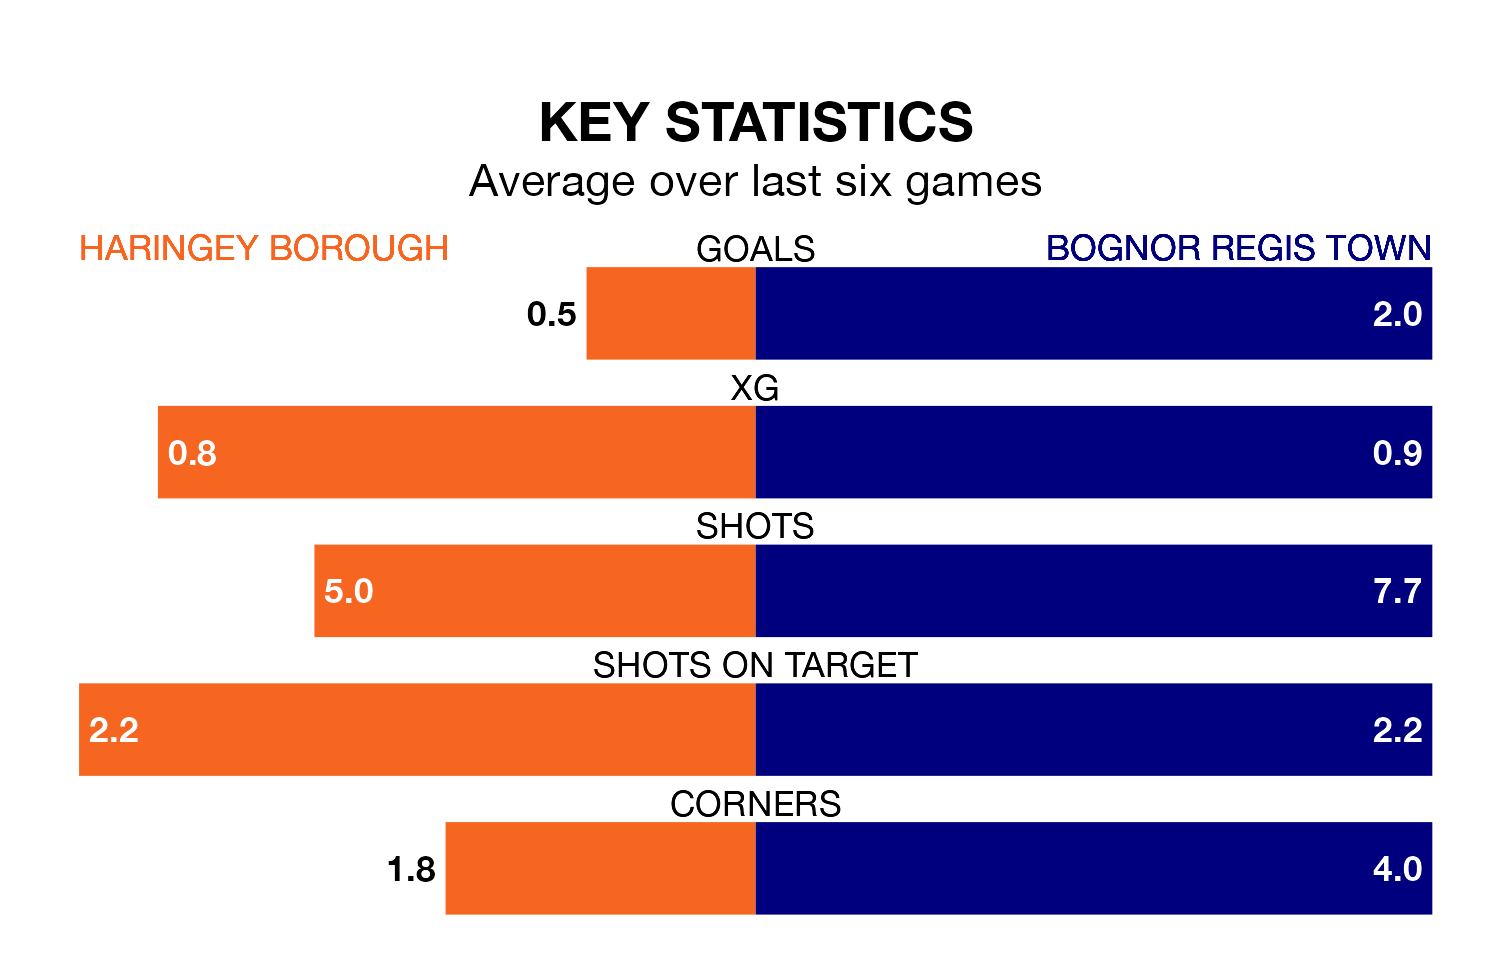 KEY STATISTICS
Average over last six games
HARINGEY BOROUGH GOALS BOGNOR REGIS TOWN
0.5 2.0
XG
0.8 0.9
SHOTS
5.0 7.7
SHOTS ON TARGET
2.2 2.2
CORNERS
1.8 4.0